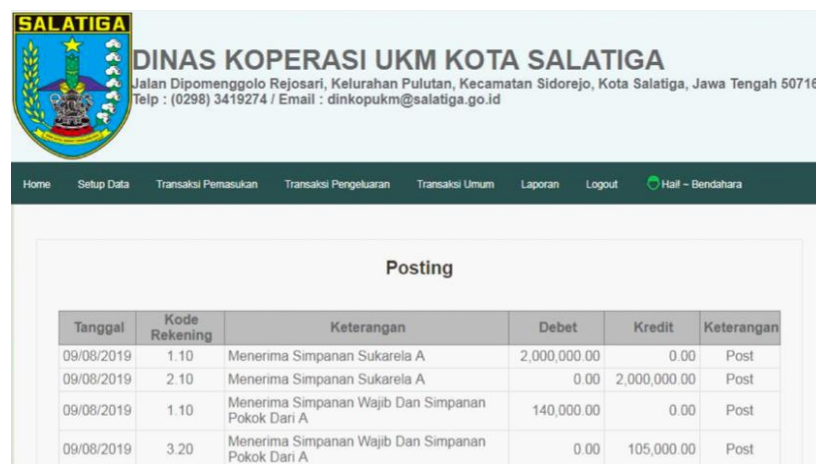 SALATIGA
DINAS KOPERASI UKM KOTA SALATIGA
Jalan Dipomenggolo Rejosari, Kelurahan Pulutan, Kecamatan Sidorejo, Kota Salatiga, Jawa Tengah 50716
Telp : (0298) 3419274 / Email : dinkopukm@salatiga.go.id
Home Setup Data Transaksi Pemasukan Transaksi Pengeluaran Transaksi Umum Laporan Logout Hai! – Bendahara
Posting
Tanggal Kode Rekening Keterangan Debet Kredit Keterangan
09/08/2019 1.10 Menerima Simpanan Sukarela A 2,000,000.00 0.00 Post
09/08/2019 2.10 Menerima Simpanan Sukarela A 0.00 2,000,000.00 Post
09/08/2019 1.10 Menerima Simpanan Wajib Dan Simpanan Pokok Dari A 140,000.00 0.00 Post
09/08/2019 3.20 Menerima Simpanan Wajib Dan Simpanan Pokok Dari A 0.00 105,000.00 Post